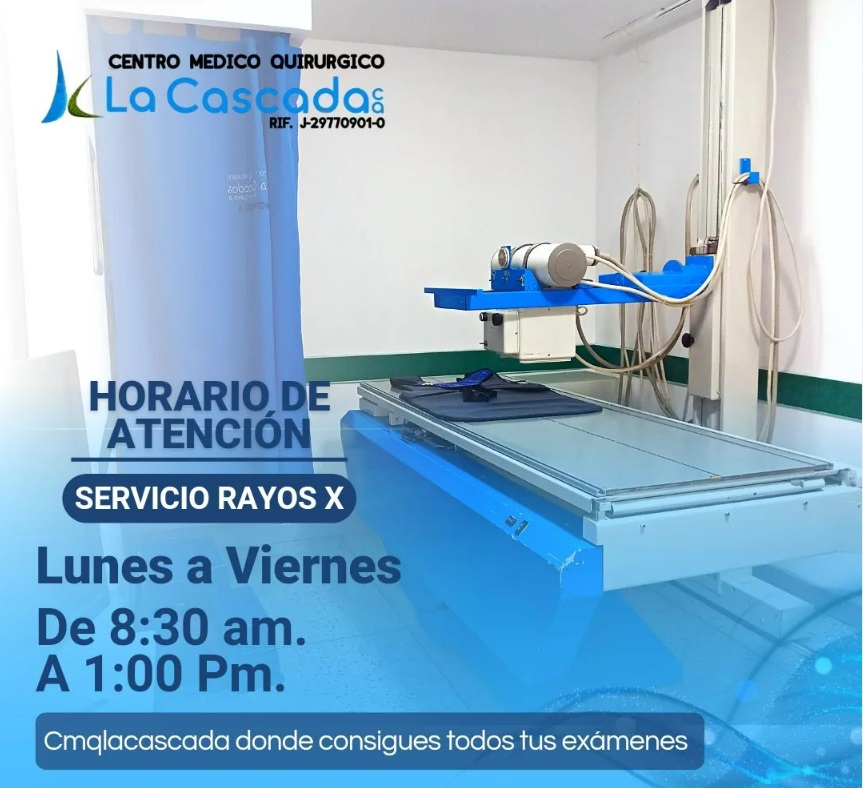 CENTRO MEDICO QUIRURGICO
La Cascada ca
RIF. J-29770901-0
HORARIO DE
ATENCIÓN
SERVICIO RAYOS X
Lunes a Viernes
De 8:30 am.
A 1:00 Pm.
Cmqlacascada donde consigues todos tus exámenes